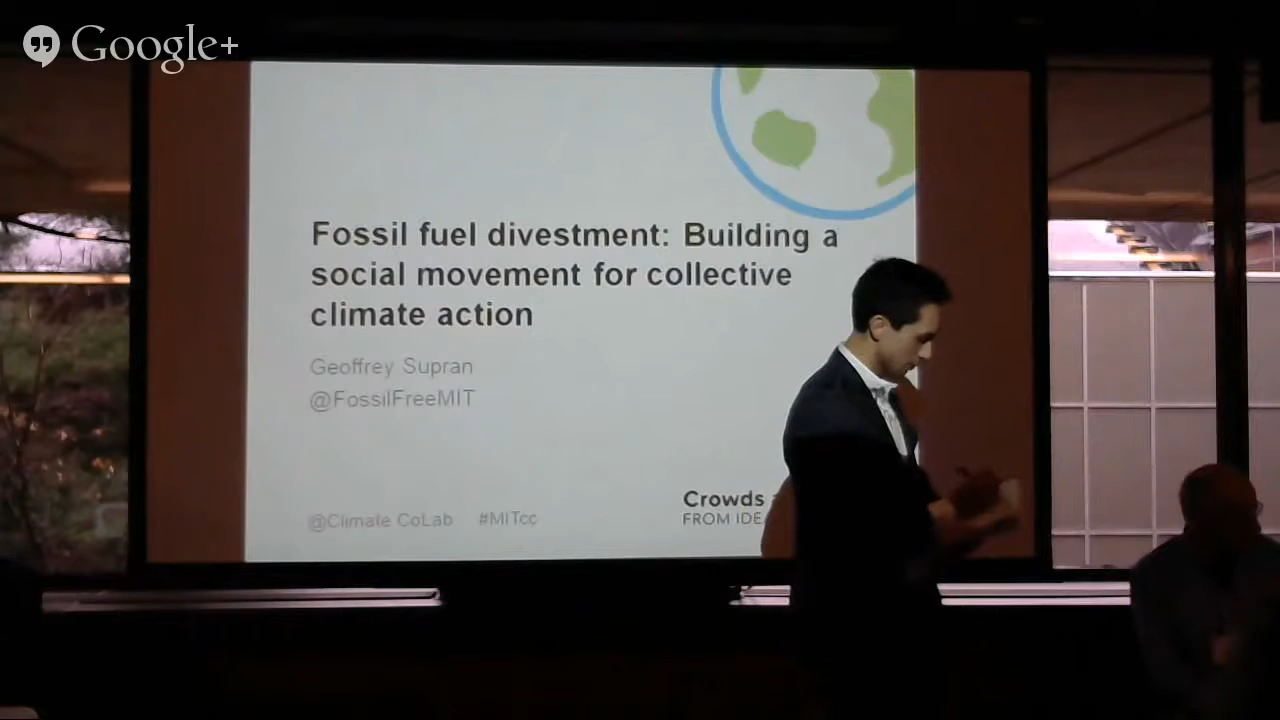 Google+
Fossil fuel divestment: Building a
social movement for collective
climate action
Geoffrey Supran
@FossilFreeMIT
@Climate CoLab #MITcc
Crowds
FROM